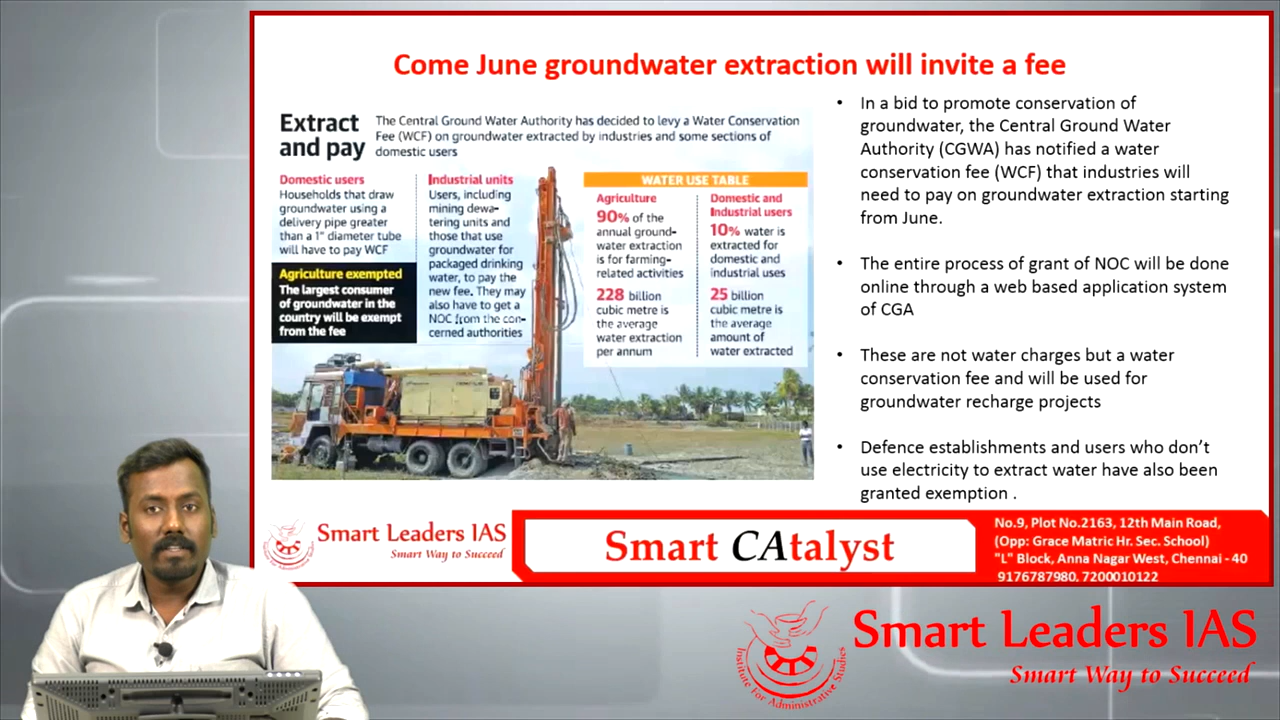 Come June groundwater extraction will invite a fee
Extract
and pay
The Central Ground Water Authority has decided to levy a Water Conservation
Fee (WCF) on groundwater extracted by industries and some sections of
domestic users
Domestic users
Households that draw
groundwater using a
delivery pipe greater
than a 1" diameter tube
will have to pay WCF
Agriculture exempted
The largest consumer
of groundwater in the
country will be exempt
from the fee
Industrial units
Users, including
mining dewa-
tering units and
those that use
groundwater for
packaged drinking
water, to pay the
new fee. They may
also have to get a
NOC from the con-
cerned authorities
WATER USE TABLE
Agriculture
90% of the
annual ground-
water extraction
is for farming-
related activities
228 billion
cubic metre is
the average
water extraction
per annum
Domestic and
Industrial users
10% water is
extracted for
domestic and
industrial uses
25 billion
cubic metre is
the average
amount of
water extracted
• In a bid to promote conservation of
groundwater, the Central Ground Water
Authority (CGWA) has notified a water
conservation fee (WCF) that industries will
need to pay on groundwater extraction starting
from June.
• The entire process of grant of NOC will be done
online through a web based application system
of CGA
• These are not water charges but a water
conservation fee and will be used for
groundwater recharge projects
• Defence establishments and users who don't
use electricity to extract water have also been
granted exemption .
Smart Leaders IAS
Smart Way to Succeed
Smart CAtalyst
No.9, Plot No.2163, 12th Main Road,
(Opp: Grace Matric Hr. Sec. School)
"L" Block, Anna Nagar West, Chennai - 40
9176787980, 7200010122
Institute For Administrative Studies
Smart Leaders IAS
Smart Way to Succeed